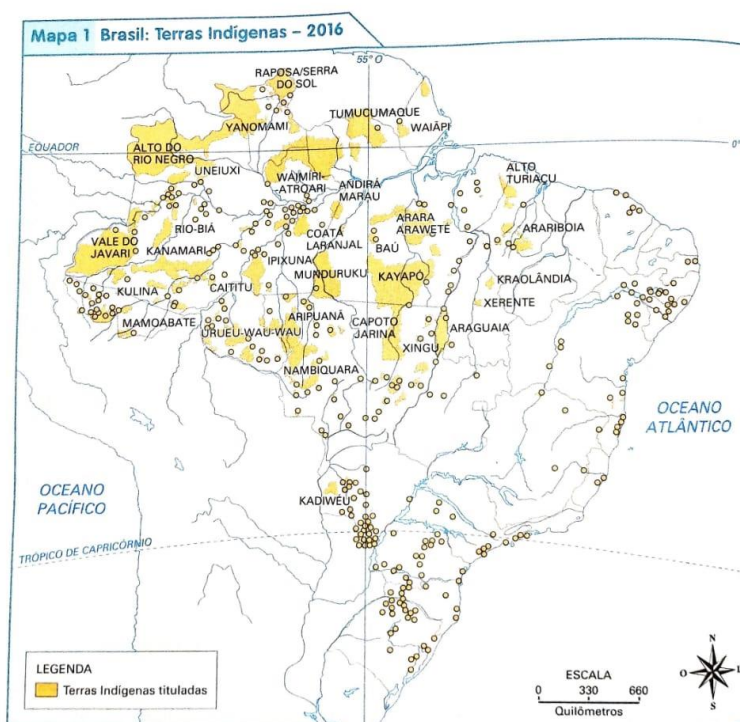 Mapa 1 Brasil: Terras Indígenas – 2016
55° O
RAPOSA/SERRA
DO SOL
TUMUCUMAQUE
YANOMAMI
WAIÃPI
EQUADOR
0°
ALTO DO
RIO NEGRO
UNEIUXI
WAIMIRI-
ATROARI
ANDIRÁ
MARAU
ALTO
TURIAÇU
RIO-BIÁ
COATÁ
LARANJAL
ARARA
ARAWETÉ
ARARIBOIA
VALE DO
JAVARI
KANAMARI
BAÚ
IPIXUNA
MUNDURUKU
KAYAPÓ
KRAOLÂNDIA
KULINA
CAITITU
XERENTE
MAMOABATE
ARIPUANÃ
CAPOTO
JARINA
ARAGUAIA
URUEU-WAU-WAU
XINGU
NAMBIQUARA
OCEANO
ATLÂNTICO
OCEANO
PACÍFICO
KADIWÉU
TRÓPICO DE CAPRICÓRNIO
LEGENDA
Terras Indígenas tituladas
ESCALA
0 330 660
Quilômetros
N
O L
S